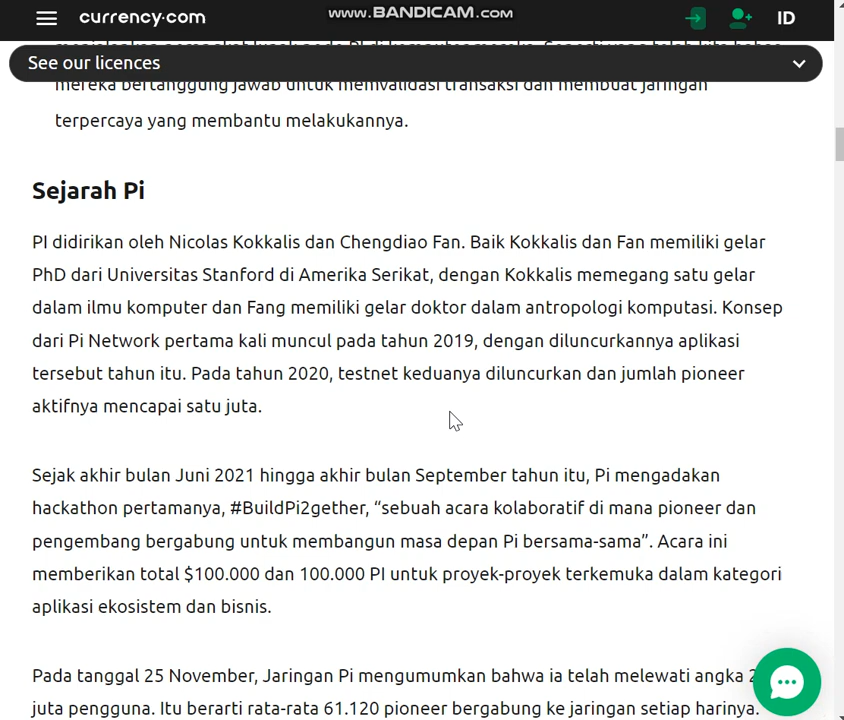 currency.com
www.BANDICAM.com
ID
See our licences
mereka bertanggung jawab untuk memvalidasi transaksi dan membuat jaringan
terpercaya yang membantu melakukannya.
Sejarah Pi
PI didirikan oleh Nicolas Kokkalis dan Chengdiao Fan. Baik Kokkalis dan Fan memiliki gelar
PhD dari Universitas Stanford di Amerika Serikat, dengan Kokkalis memegang satu gelar
dalam ilmu komputer dan Fang memiliki gelar doktor dalam antropologi komputasi. Konsep
dari Pi Network pertama kali muncul pada tahun 2019, dengan diluncurkannya aplikasi
tersebut tahun itu. Pada tahun 2020, testnet keduanya diluncurkan dan jumlah pioneer
aktifnya mencapai satu juta.
Sejak akhir bulan Juni 2021 hingga akhir bulan September tahun itu, Pi mengadakan
hackathon pertamanya, #BuildPi2gether, “sebuah acara kolaboratif di mana pioneer dan
pengembang bergabung untuk membangun masa depan Pi bersama-sama”. Acara ini
memberikan total $100.000 dan 100.000 PI untuk proyek-proyek terkemuka dalam kategori
aplikasi ekosistem dan bisnis.
Pada tanggal 25 November, Jaringan Pi mengumumkan bahwa ia telah melewati angka
juta pengguna. Itu berarti rata-rata 61.120 pioneer bergabung ke jaringan setiap harinya.